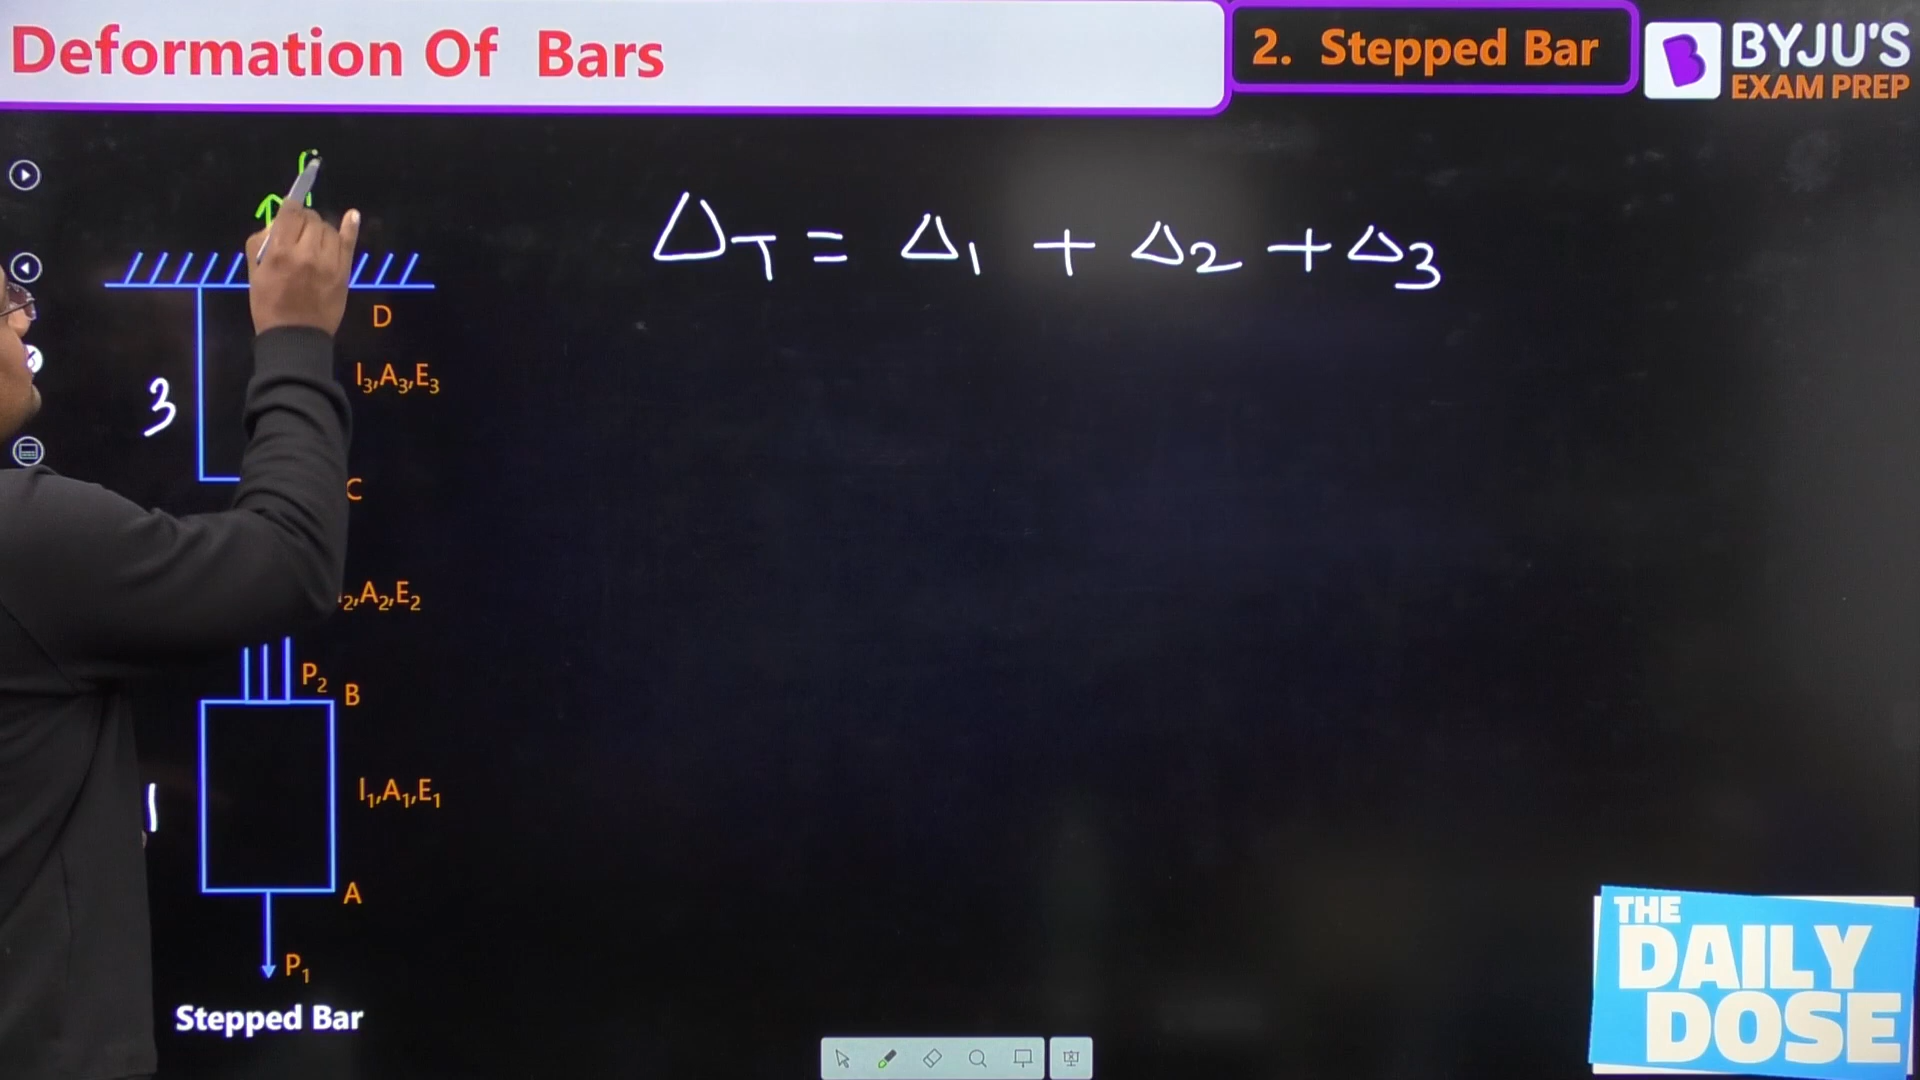 Deformation Of Bars
2. Stepped Bar
BYJU'S
EXAM PREP
Δ_T = Δ₁ + Δ₂ + Δ₃
D
l₃,A₃,E₃
3
C
₂,A₂,E₂
P₂
B
l₁,A₁,E₁
1
A
P₁
Stepped Bar
THE
DAILY
DOSE